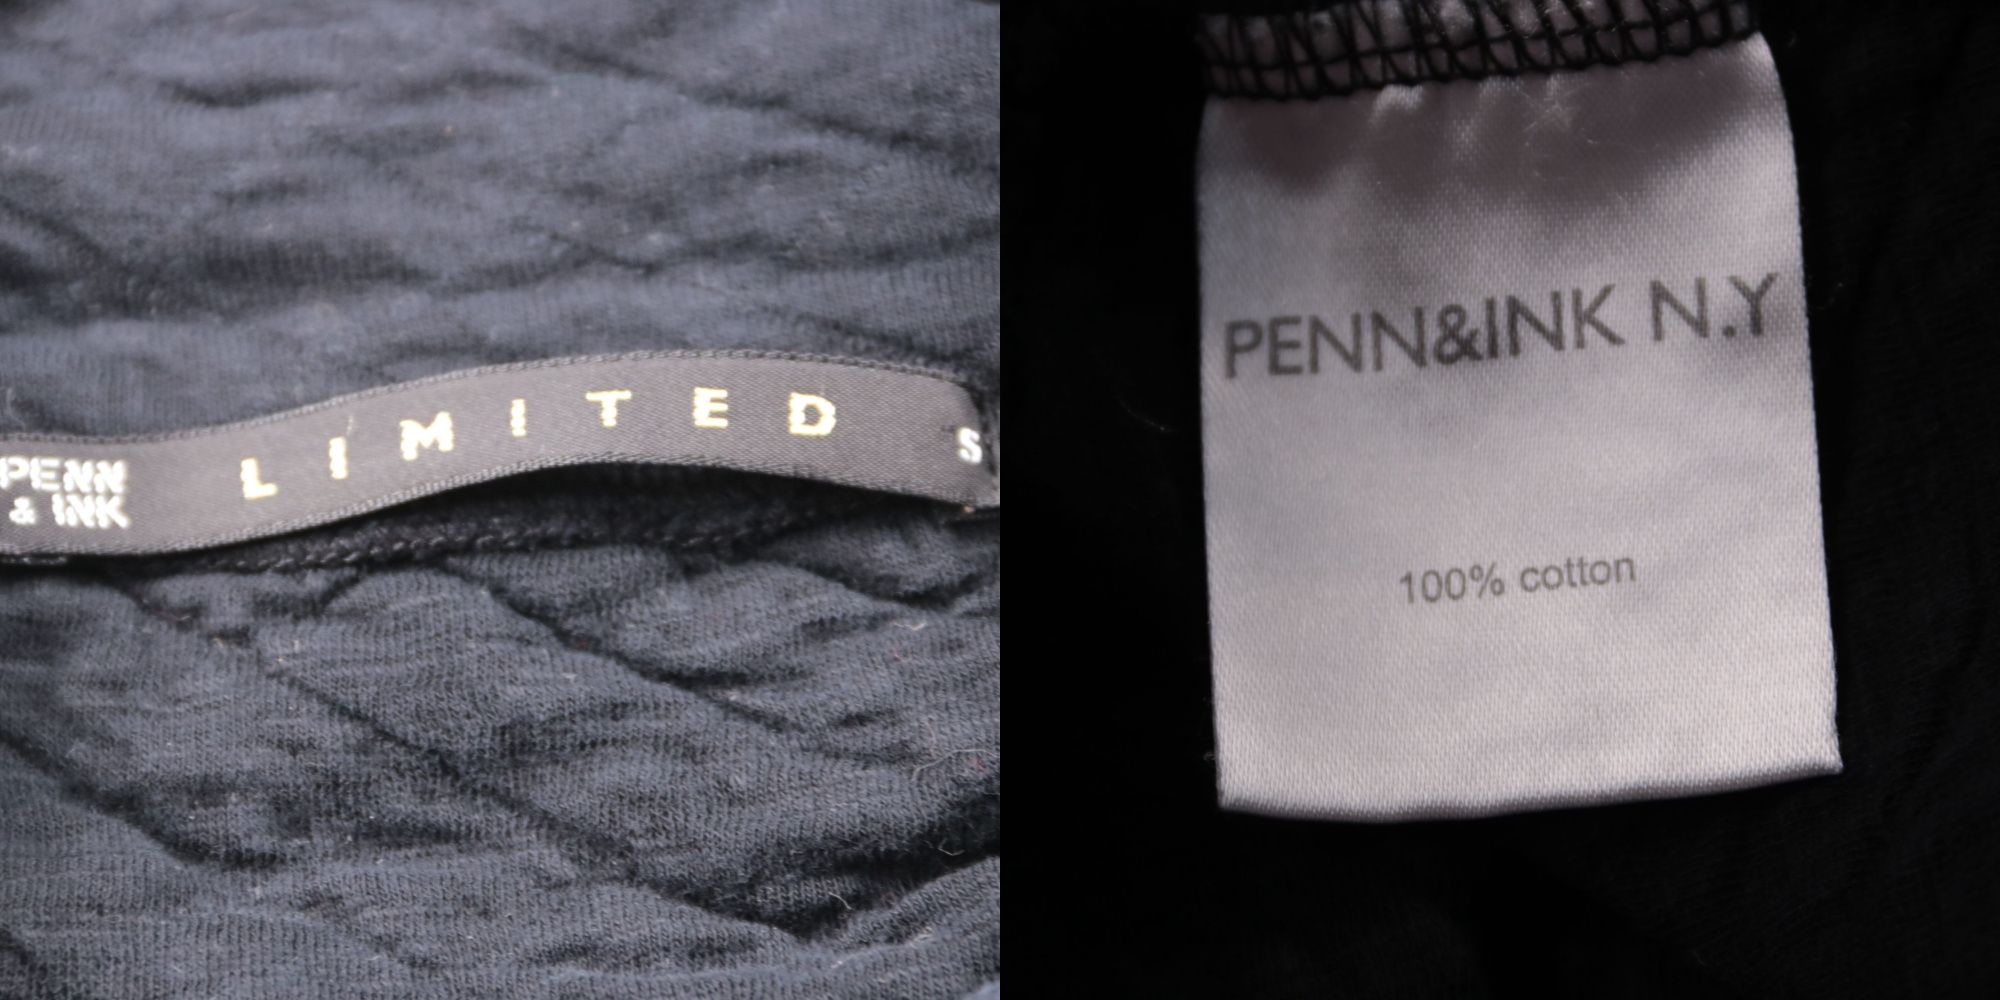 PENN
& INK
LIMITED
S
PENN&INK N.Y
100% cotton